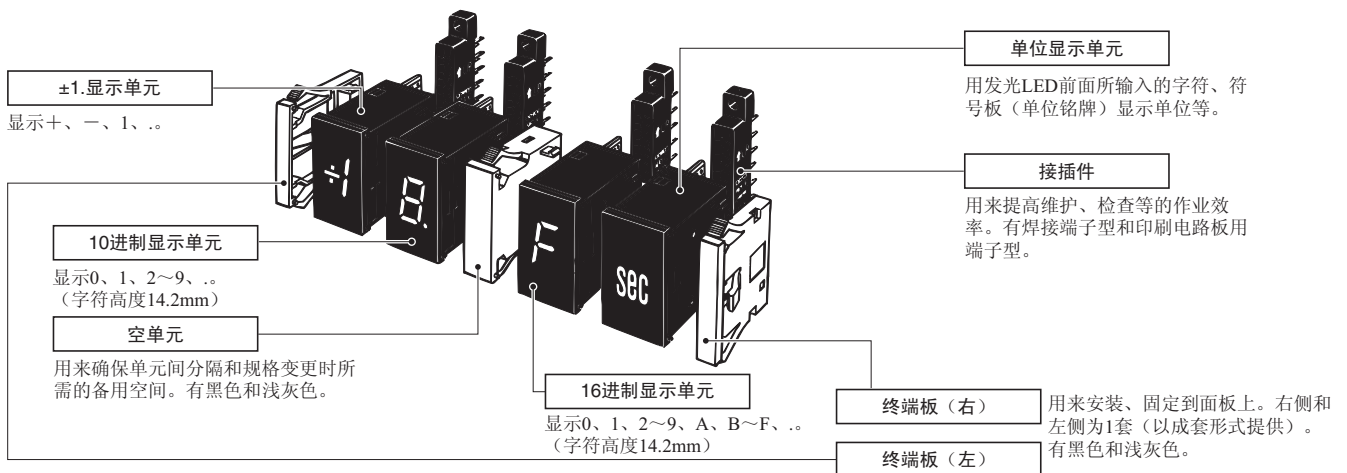 ±1.显示单元
显示＋、－、1、.。
10进制显示单元
显示0、1、2～9、.。
（字符高度14.2mm）
空单元
用来确保单元间分隔和规格变更时所
需的备用空间。有黑色和浅灰色。
÷1
8.
F
sec
16进制显示单元
显示0、1、2～9、A、B～F、.。
（字符高度14.2mm）
单位显示单元
用发光LED前面所输入的字符、符
号板（单位铭牌）显示单位等。
接插件
用来提高维护、检查等的作业效
率。有焊接端子型和印刷电路板用
端子型。
终端板（右）
终端板（左）
用来安装、固定到面板上。右侧和
左侧为1套（以成套形式提供）。
有黑色和浅灰色。